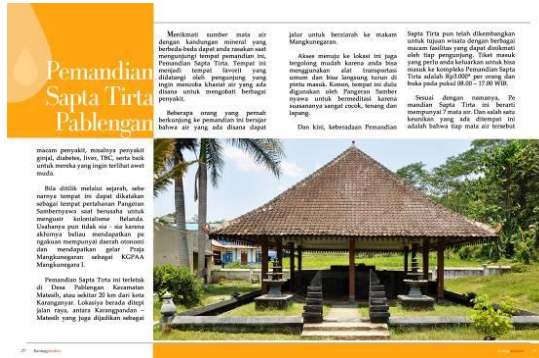 Pemandian
Sapta Tirta
Pablengan
Menikmati sumber mata air
dengan kandungan mineral yang
berbeda-beda dapat anda rasakan saat
mengunjungi tempat pemandian ini,
Pemandian Sapta Tirta. Tempat ini
menjadi tempat favorit yang
didatangi oleh pengunjung yang
ingin mencoba khasiat air yang ada
disana untuk mengobati berbagai
penyakit.
Beberapa orang yang pernah
berkunjung ke pemandian ini berujar
bahwa air yang ada disana dapat
macam penyakit, misalnya penyakit
ginjal, diabetes, liver, TBC, serta baik
untuk mereka yang ingin terlihat awet
muda.
Bila ditilik melalui sejarah, sebe
narnya tempat ini dapat dikatakan
sebagai tempat pertahanan Pangeran
Sambernyawa saat berusaha untuk
mengusir kolonialisme Belanda.
Usahanya pun tidak sia - sia karena
akhirnya beliau mendapatkan pe
ngakuan mempunyai daerah otonomi
dan mendapatkan gelar Praja
Mangkunegaran sebagai KGPAA
Mangkunegara I.
Pemandian Sapta Tirta ini terletak
di Desa Pablengan Kecamatan
Matesih, atau sekitar 20 km dari kota
Karanganyar. Lokasinya berada ditepi
jalan raya, antara Karangpandan –
Matesih yang juga dijadikan sebagai
jalur untuk berziarah ke makam
Mangkunegaran.
Akses menuju ke lokasi ini juga
tergolong mudah karena anda bisa
menggunakan alat transportasi
umum dan bisa langsung turun di
pintu masuk. Konon, tempat ini dulu
digunakan oleh Pangeran Samber
nyawa untuk bermeditasi karena
suasananya sangat cocok, tenang dan
lapang.
Dan kini, keberadaan Pemandian
Sapta Tirta pun telah dikembangkan
untuk tujuan wisata dengan berbagai
macam fasilitas yang dapat dinikmati
oleh tiap pengunjung. Tiket masuk
yang perlu anda keluarkan untuk bisa
masuk ke kompleks Pemandian Sapta
Tirta adalah Rp3.000* per orang dan
buka pada pukul 08.00 – 17.00 WIB.
Sesuai dengan namanya, Pe
mandian Sapta Tirta ini berarti
mempunyai 7 mata air. Dan salah satu
keunikan yang ada ditempat ini
adalah bahwa tiap mata air tersebut
27